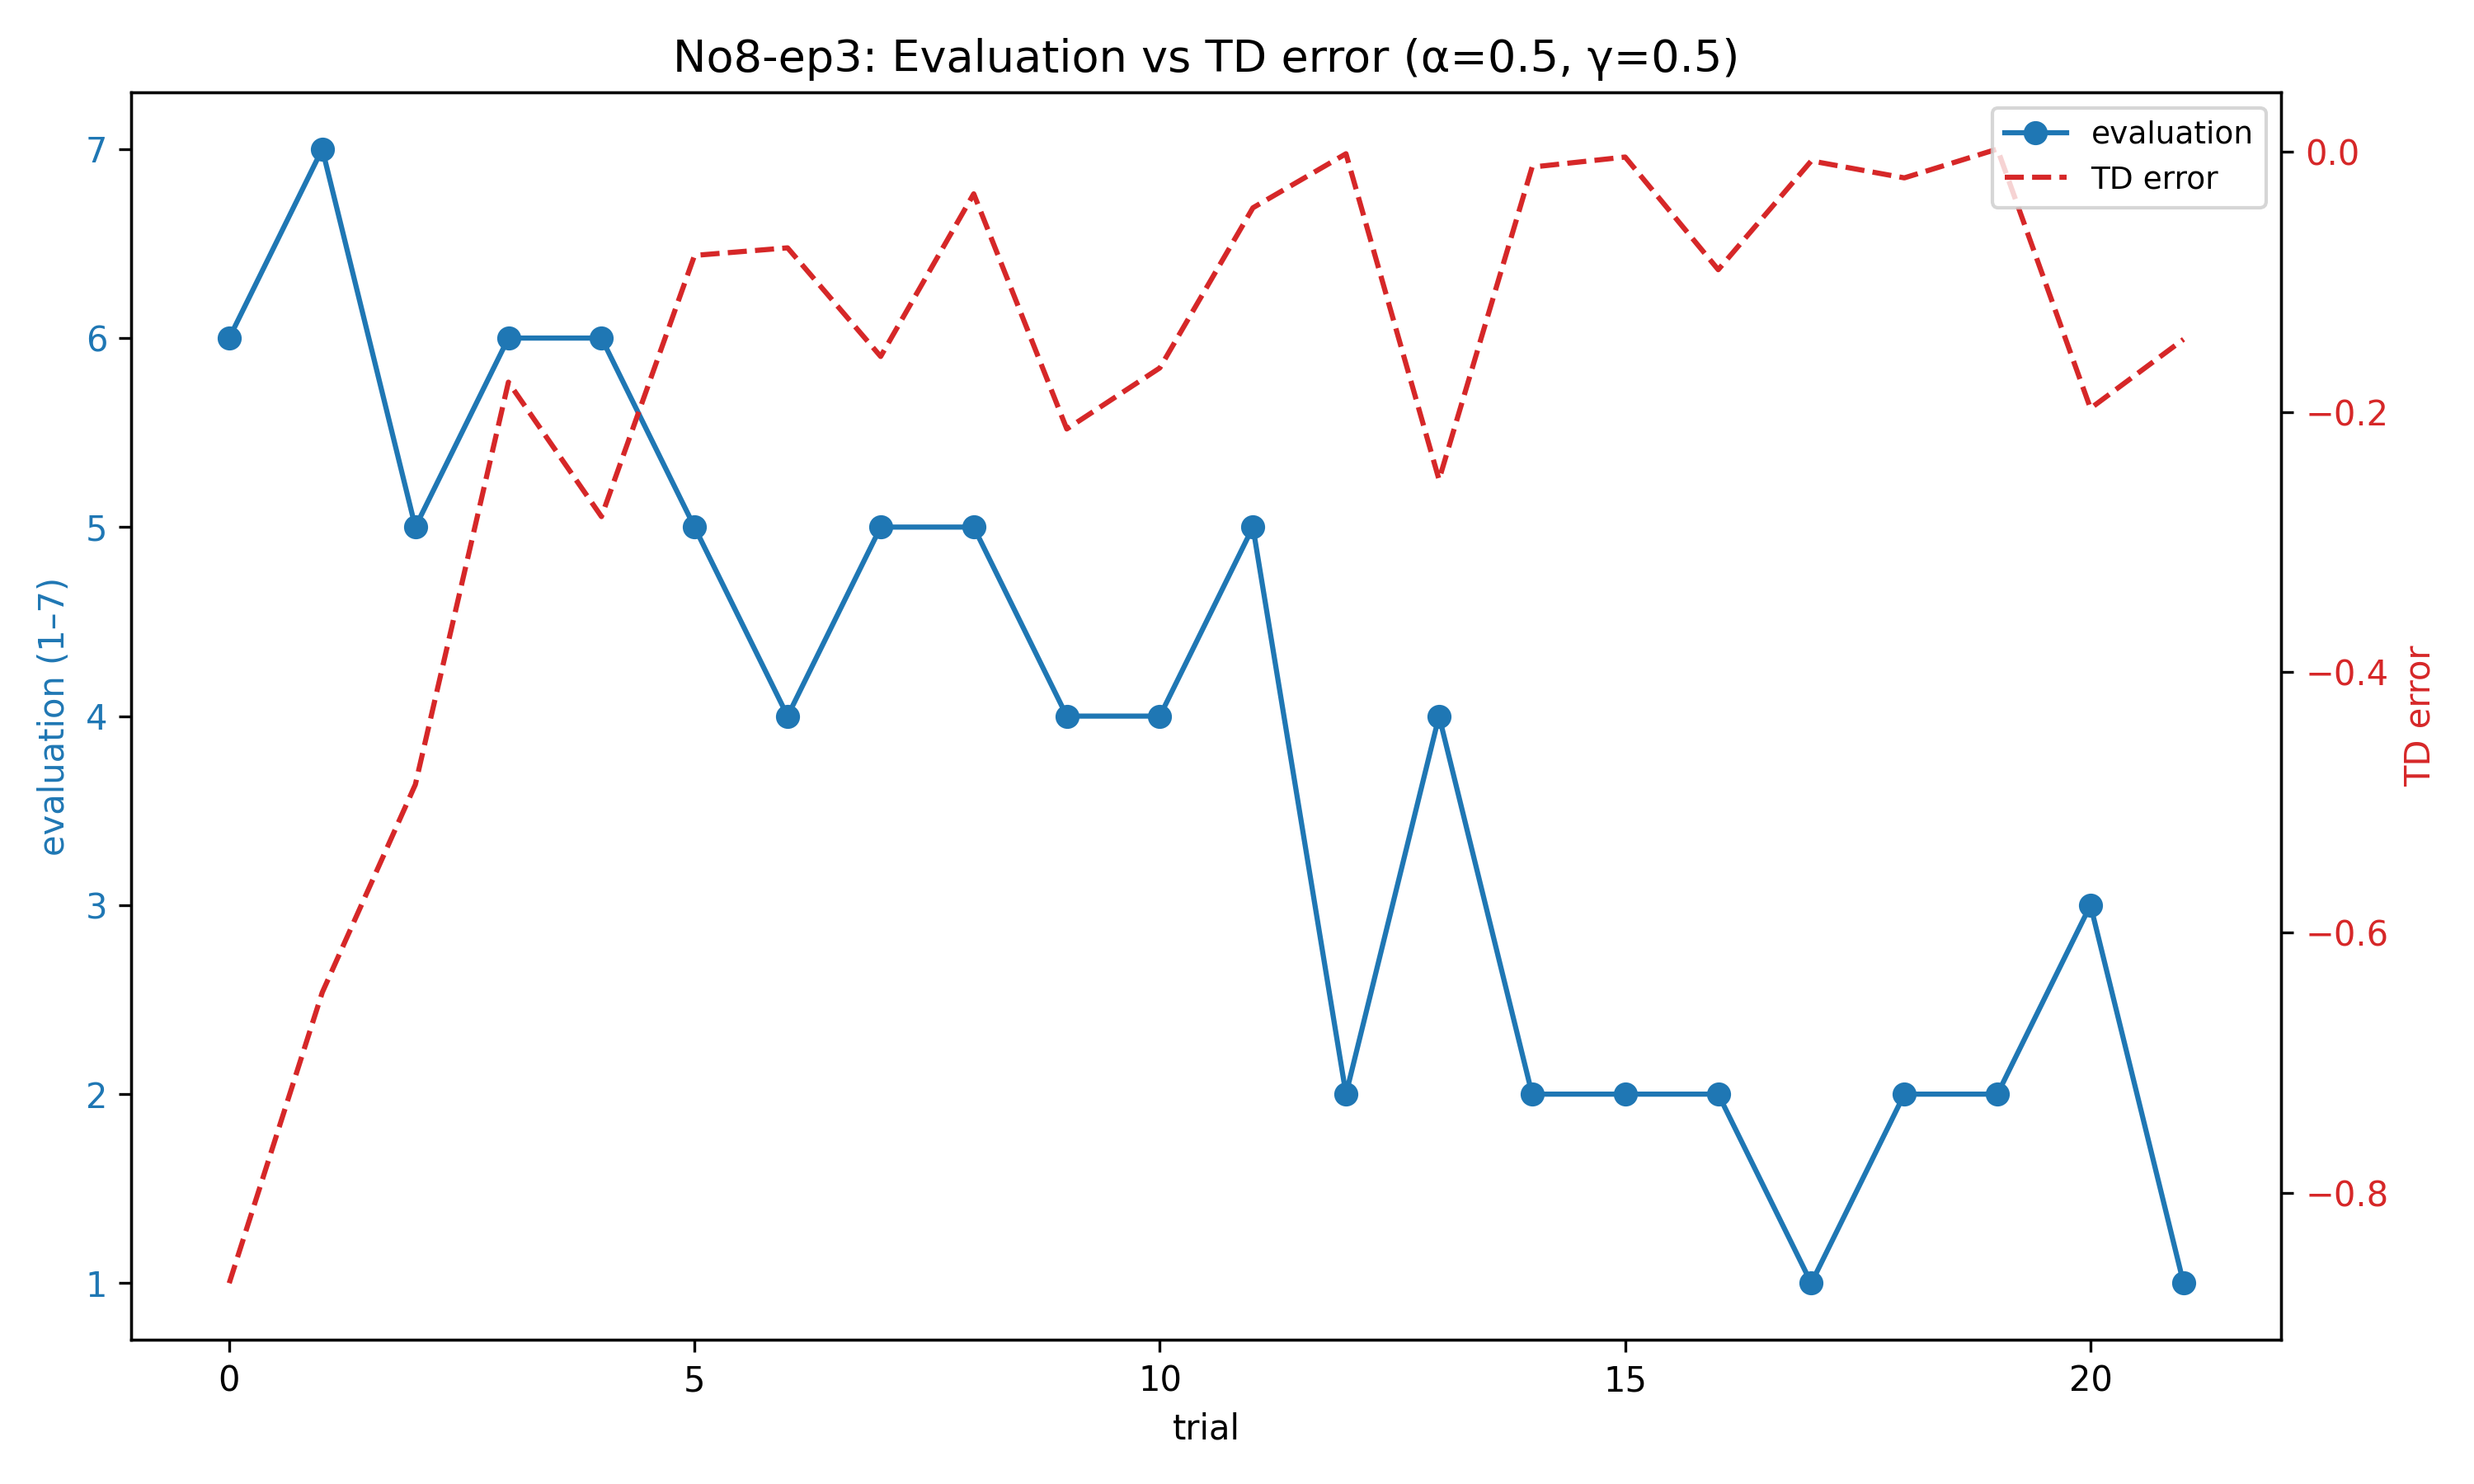 No8-ep3: Evaluation vs TD error (α=0.5, γ=0.5)
evaluation
TD error
7
6
5
4
3
2
1
evaluation (1–7)
0.0
−0.2
−0.4
−0.6
−0.8
TD error
0 5 10 15 20
trial